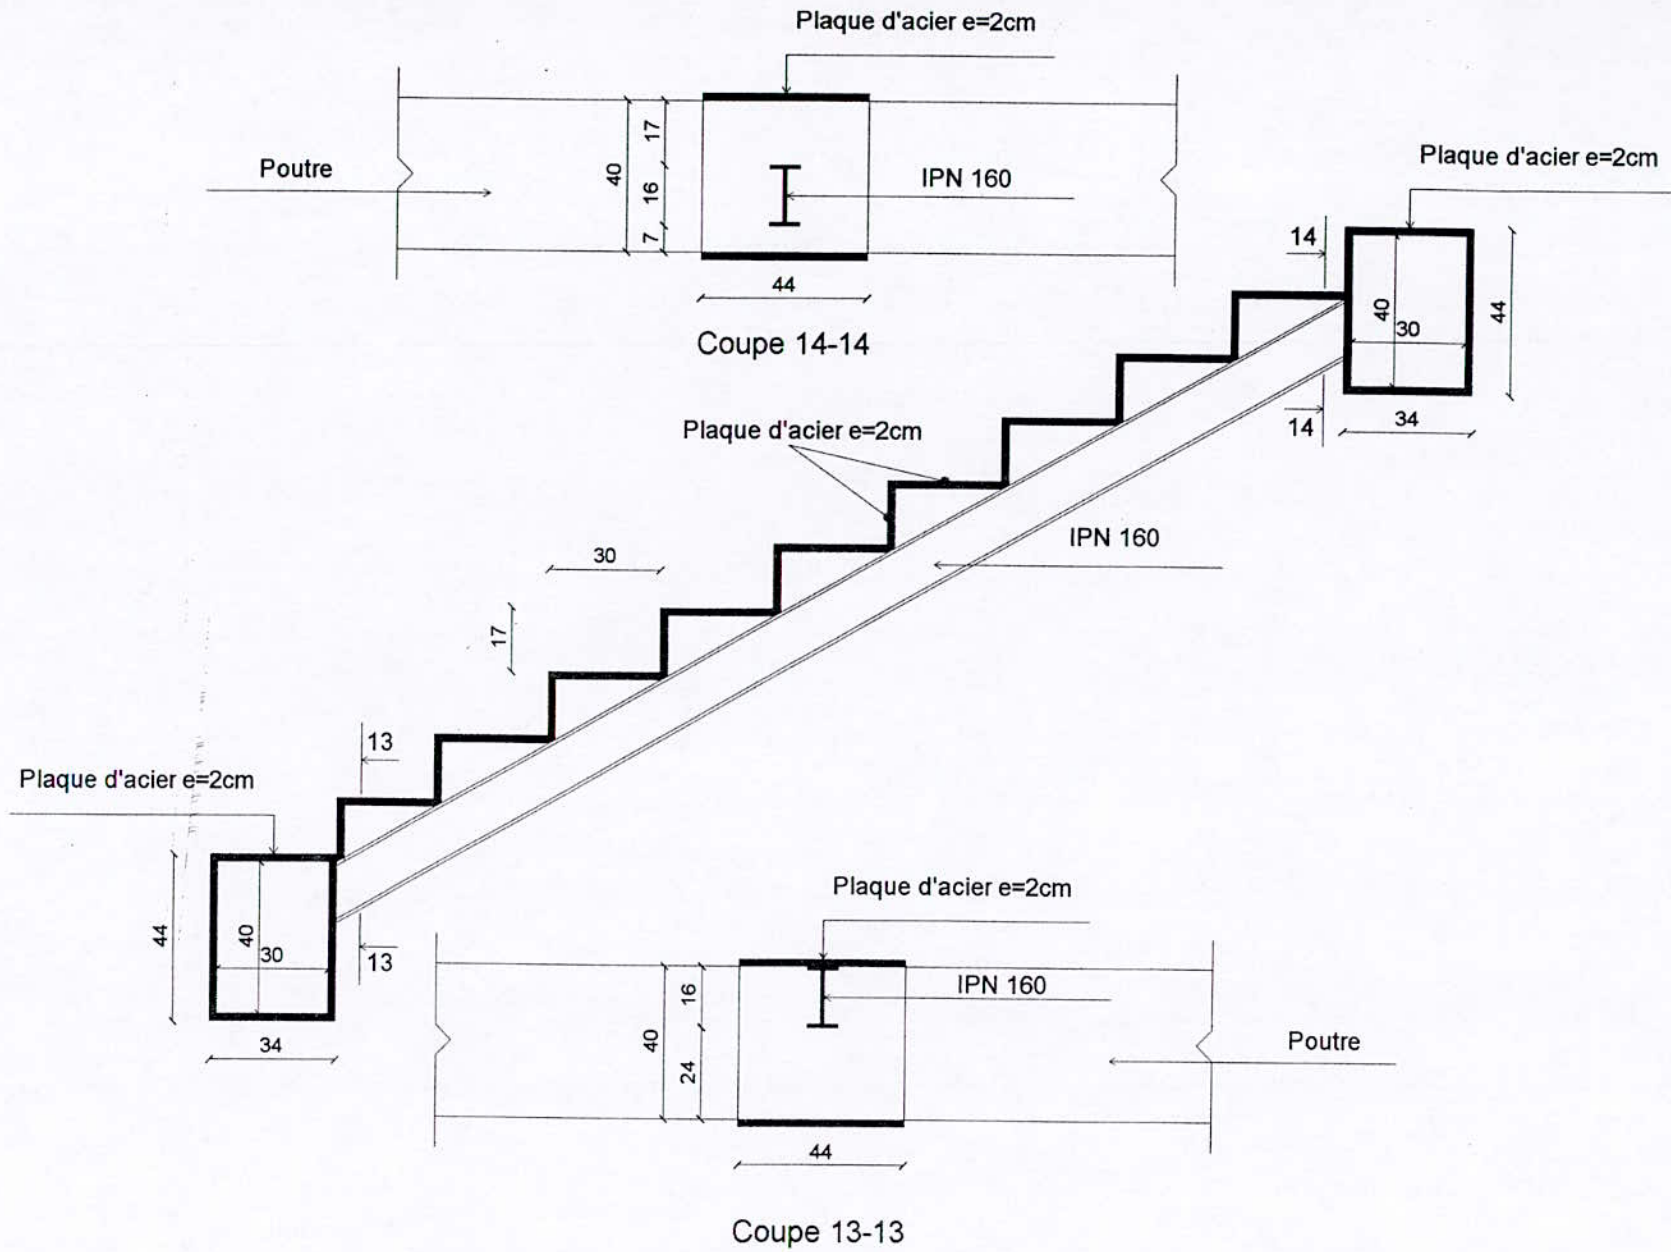 Plaque d'acier e=2cm
17
40
16
7
Poutre
IPN 160
44
Coupe 14-14
Plaque d'acier e=2cm
14
40
30
44
14
34
Plaque d'acier e=2cm
IPN 160
30
17
13
Plaque d'acier e=2cm
44
40
30
13
34
Plaque d'acier e=2cm
16
IPN 160
40
24
Poutre
44
Coupe 13-13